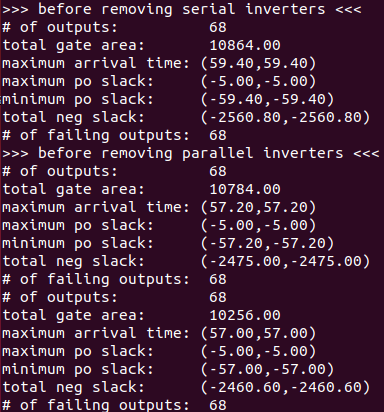 >>> before removing serial inverters <<<
# of outputs:          68
total gate area:       10864.00
maximum arrival time: (59.40,59.40)
maximum po slack:     (-5.00,-5.00)
minimum po slack:     (-59.40,-59.40)
total neg slack:      (-2560.80,-2560.80)
# of failing outputs:  68
>>> before removing parallel inverters <<<
# of outputs:          68
total gate area:       10784.00
maximum arrival time: (57.20,57.20)
maximum po slack:     (-5.00,-5.00)
minimum po slack:     (-57.20,-57.20)
total neg slack:      (-2475.00,-2475.00)
# of failing outputs:  68
# of outputs:          68
total gate area:       10256.00
maximum arrival time: (57.00,57.00)
maximum po slack:     (-5.00,-5.00)
minimum po slack:     (-57.00,-57.00)
total neg slack:      (-2460.60,-2460.60)
# of failing outputs:  68